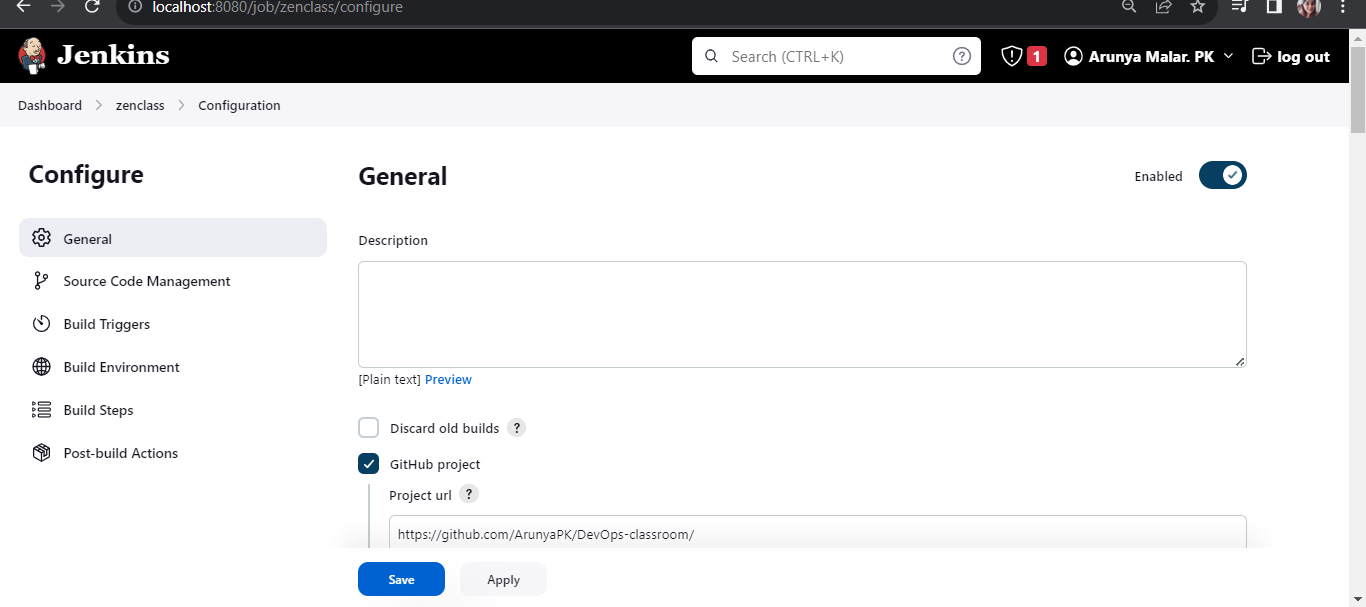 localhost:8080/job/zenclass/configure
Jenkins
Search (CTRL+K)
?
1
Arunya Malar. PK
log out
Dashboard
zenclass
Configuration
Configure
General
Source Code Management
Build Triggers
Build Environment
Build Steps
Post-build Actions
General
Enabled
Description
[Plain text] Preview
Discard old builds ?
GitHub project
Project url ?
https://github.com/ArunyaPK/DevOps-classroom/
Save
Apply